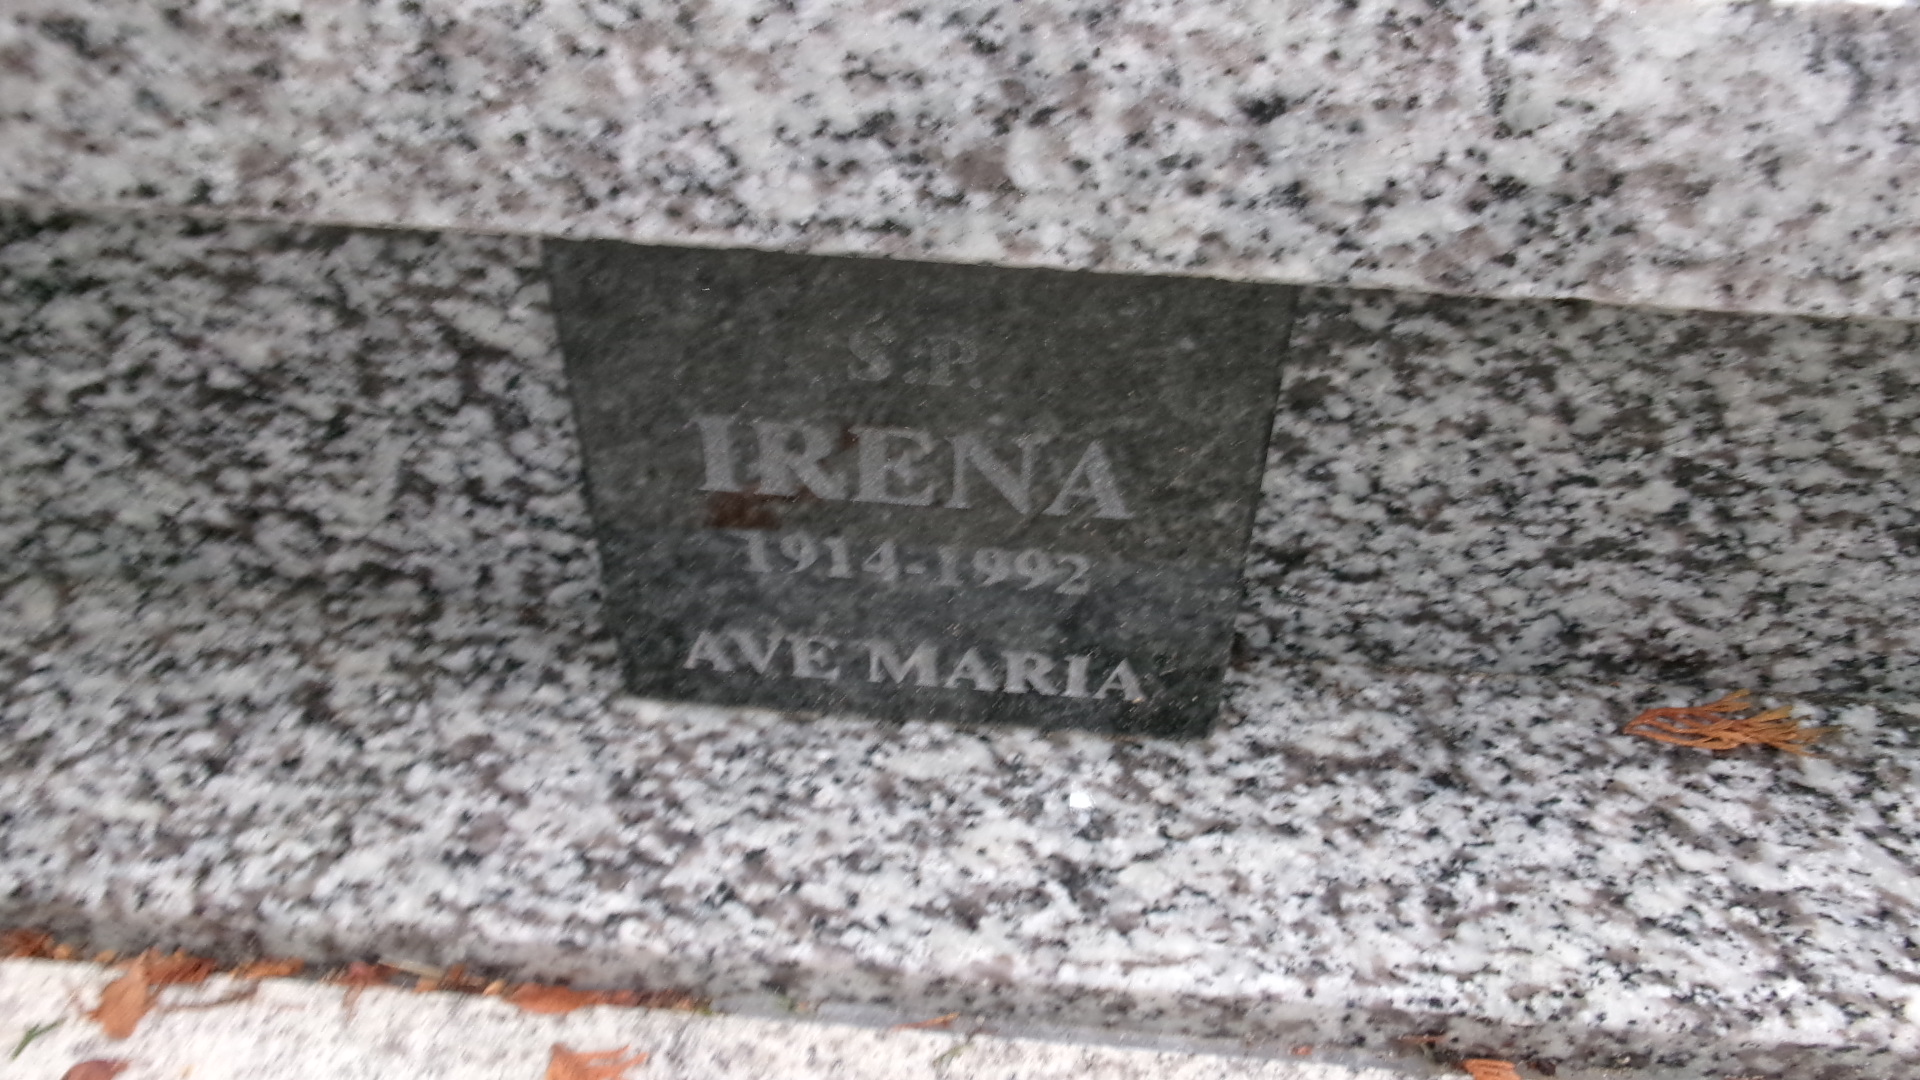 Ś.P.
IRENA
1914-1992
AVE MARIA